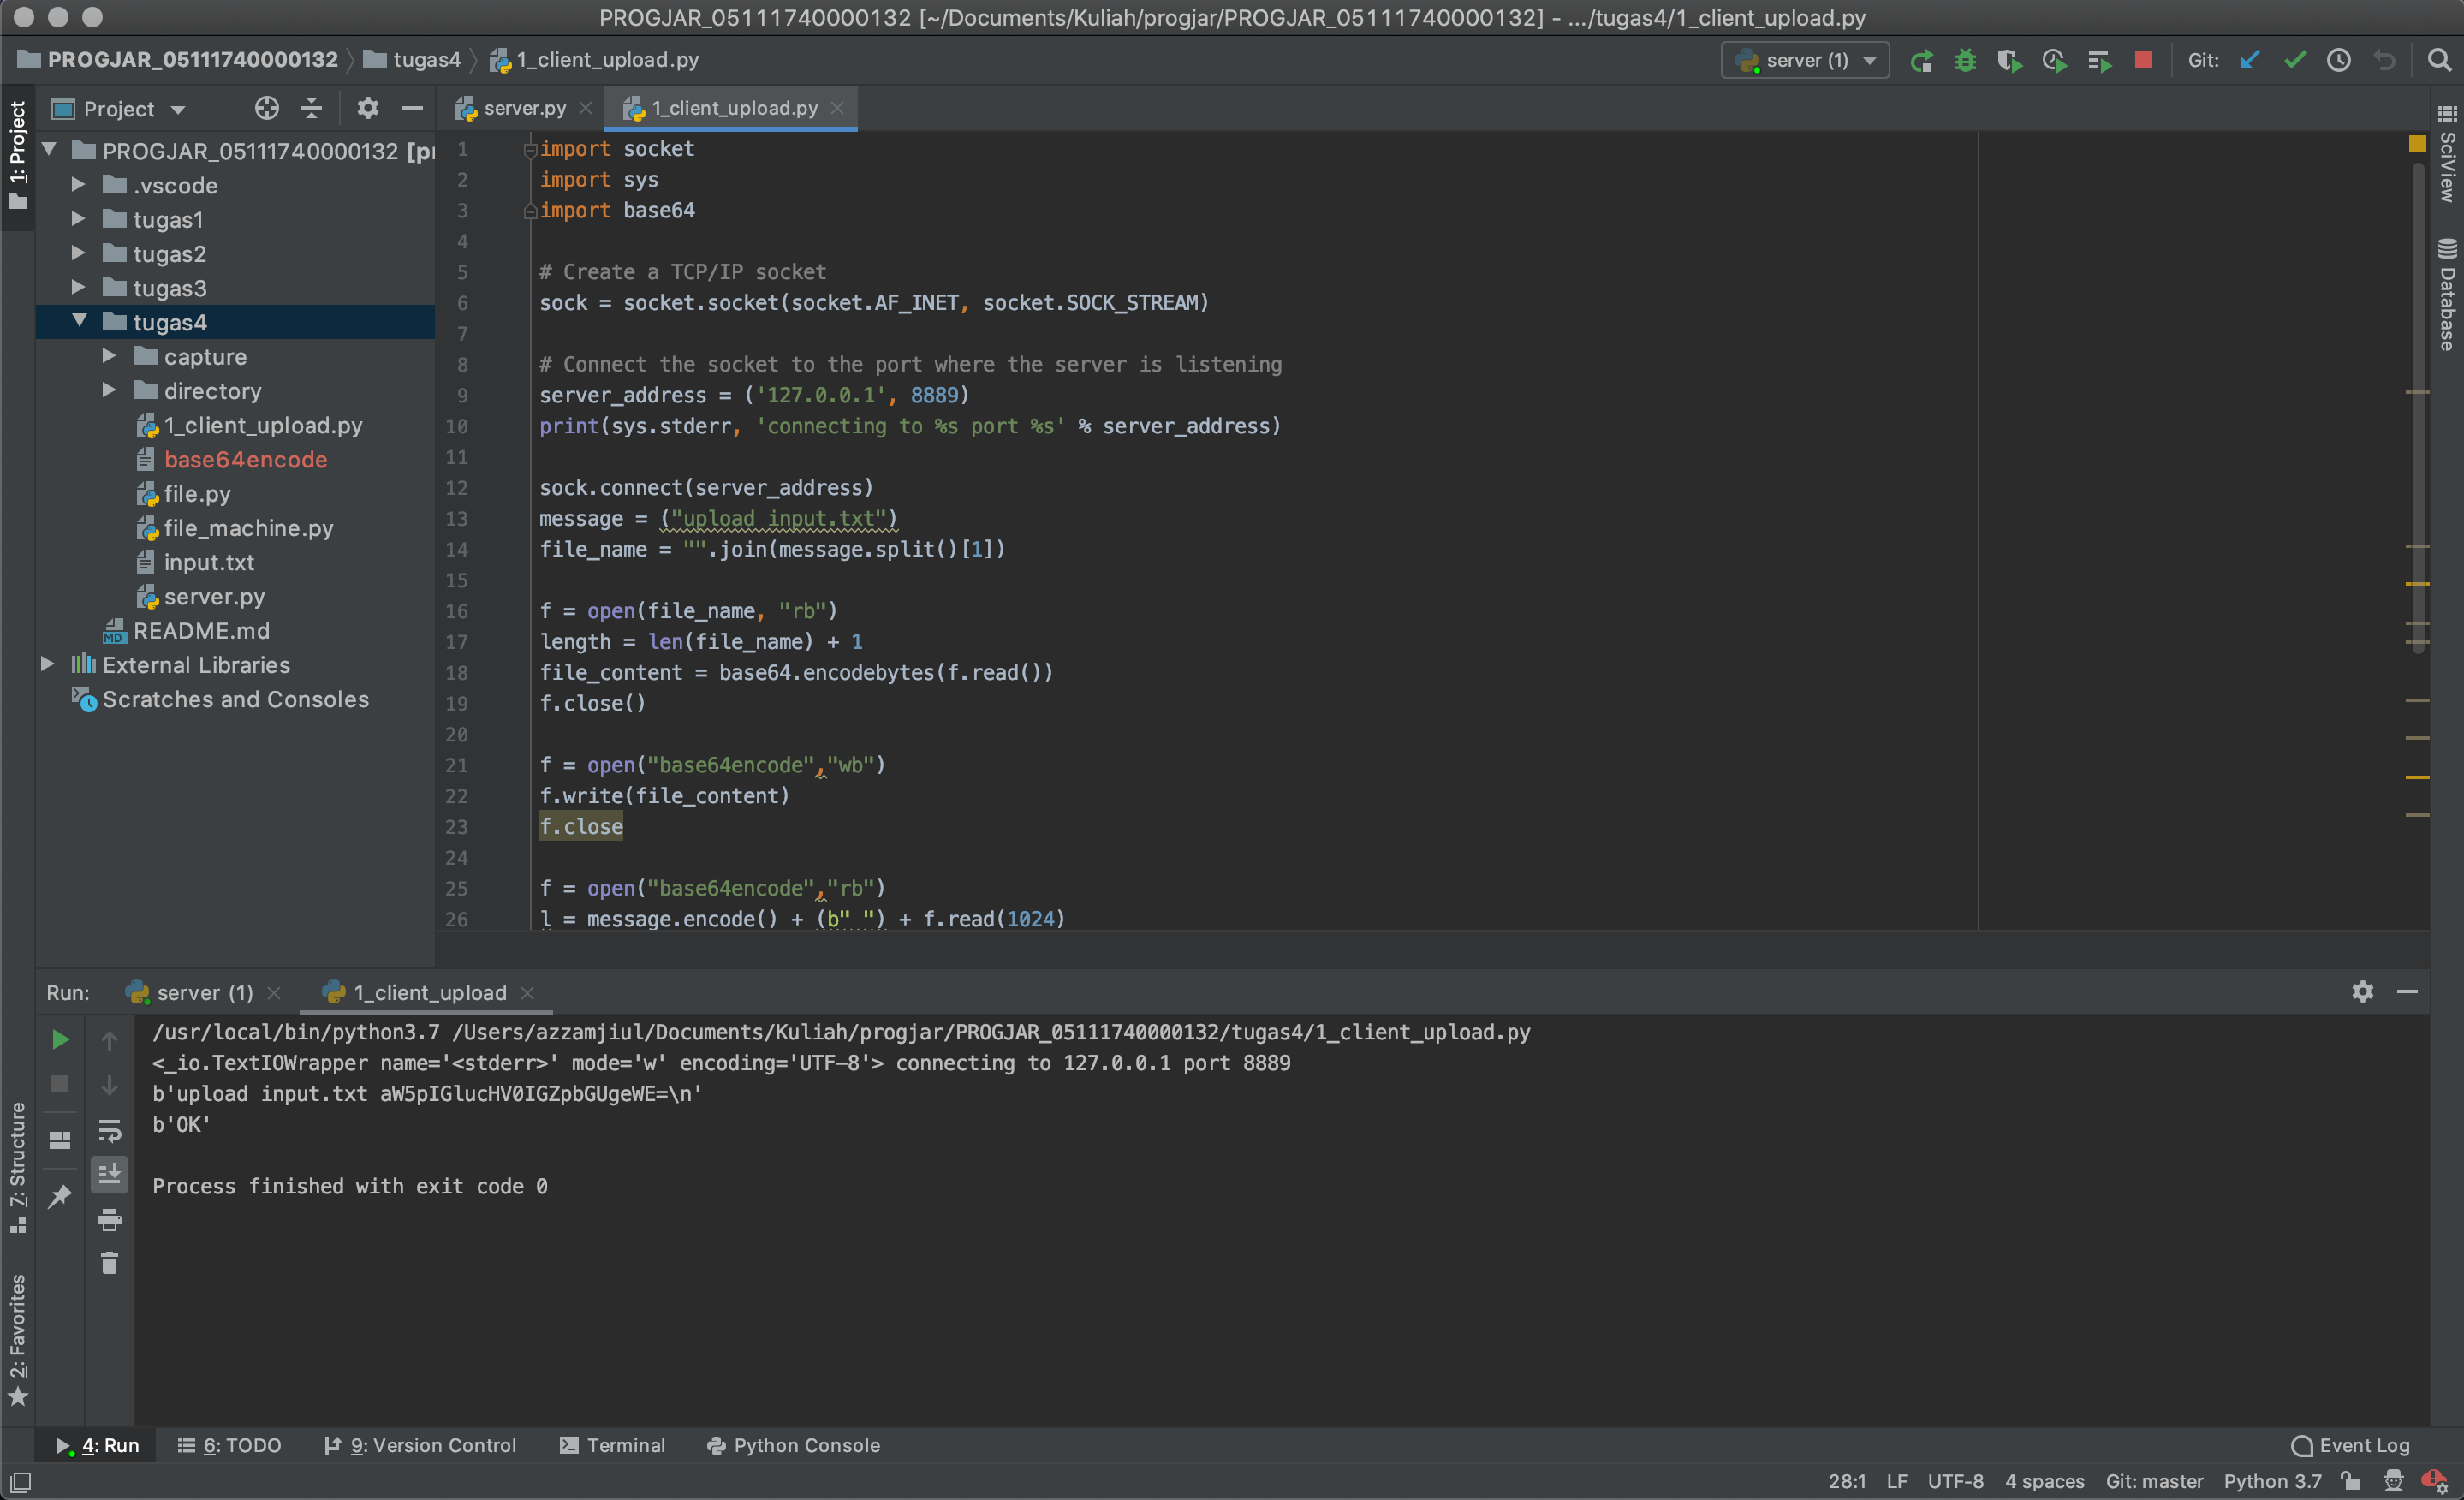 PROGJAR_05111740000132 [~/Documents/Kuliah/progjar/PROGJAR_05111740000132] - .../tugas4/1_client_upload.py
PROGJAR_05111740000132 tugas4 1_client_upload.py
server (1) Git:
1: Project
Project
server.py 1_client_upload.py
PROGJAR_05111740000132 [pr
.vscode
tugas1
tugas2
tugas3
tugas4
capture
directory
1_client_upload.py
base64encode
file.py
file_machine.py
input.txt
server.py
MD README.md
External Libraries
Scratches and Consoles
1 import socket
2 import sys
3 import base64
4
5 # Create a TCP/IP socket
6 sock = socket.socket(socket.AF_INET, socket.SOCK_STREAM)
7
8 # Connect the socket to the port where the server is listening
9 server_address = ('127.0.0.1', 8889)
10 print(sys.stderr, 'connecting to %s port %s' % server_address)
11
12 sock.connect(server_address)
13 message = ("upload input.txt")
14 file_name = "".join(message.split()[1])
15
16 f = open(file_name, "rb")
17 length = len(file_name) + 1
18 file_content = base64.encodebytes(f.read())
19 f.close()
20
21 f = open("base64encode","wb")
22 f.write(file_content)
23 f.close
24
25 f = open("base64encode","rb")
26 l = message.encode() + (b" ") + f.read(1024)
SciView
Database
Run: server (1) 1_client_upload
/usr/local/bin/python3.7 /Users/azzamjiul/Documents/Kuliah/progjar/PROGJAR_05111740000132/tugas4/1_client_upload.py
<_io.TextIOWrapper name='<stderr>' mode='w' encoding='UTF-8'> connecting to 127.0.0.1 port 8889
b'upload input.txt aW5pIGlucHV0IGZpbGUgeWE=\n'
b'OK'
Process finished with exit code 0
7: Structure
2: Favorites
4: Run 6: TODO 9: Version Control Terminal Python Console Event Log
28:1 LF UTF-8 4 spaces Git: master Python 3.7